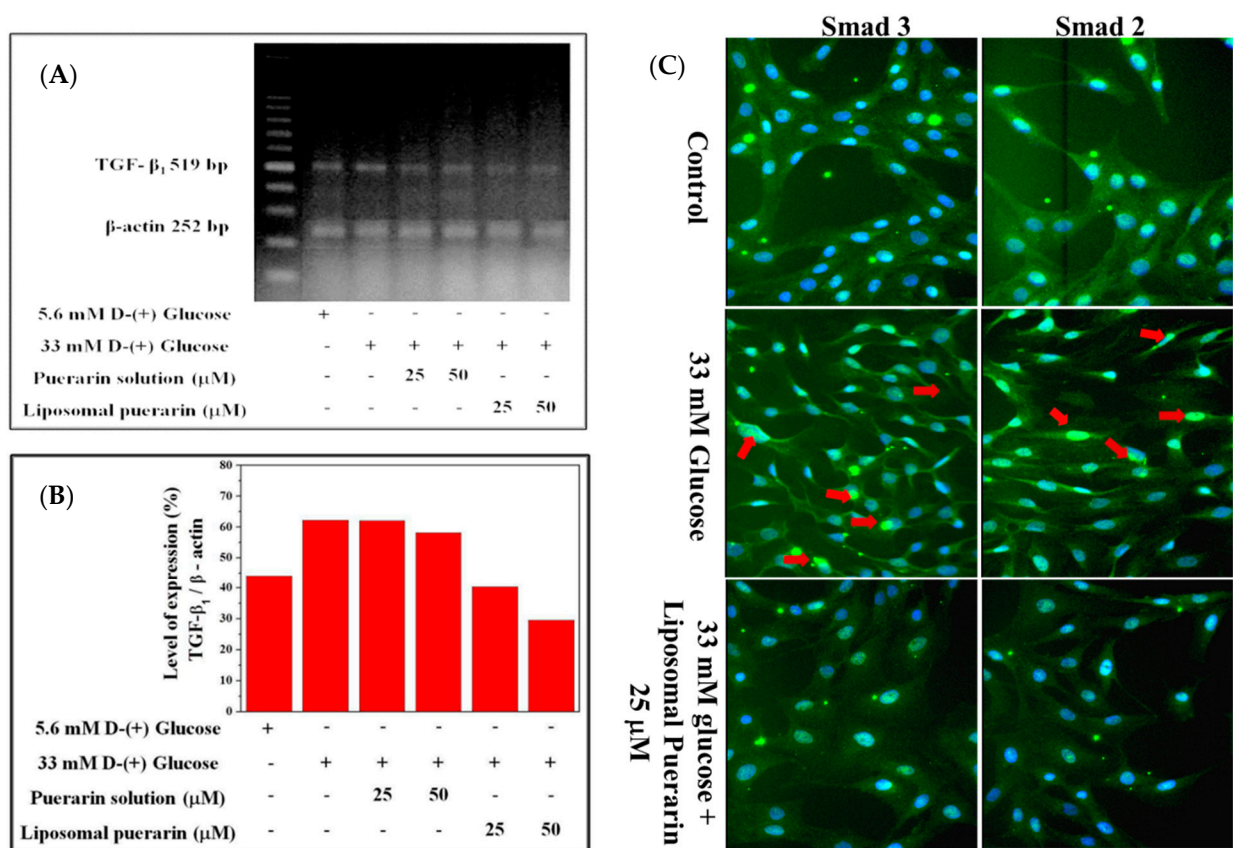 (A)
TGF- β1 519 bp
β-actin 252 bp
5.6 mM D-(+) Glucose + - - - - -
33 mM D-(+) Glucose - + + + + +
Puerarin solution (μM) - - 25 50 - -
Liposomal puerarin (μM) - - - - 25 50
(B)
Level of expression (%)
TGF-β1 / β - actin
80
70
60
50
40
30
20
10
0
5.6 mM D-(+) Glucose + - - - - -
33 mM D-(+) Glucose - + + + + +
Puerarin solution (μM) - - 25 50 - -
Liposomal puerarin (μM) - - - - 25 50
(C)
Smad 3 Smad 2
Control
33 mM Glucose
33 mM glucose +
Liposomal Puerarin
25 μM